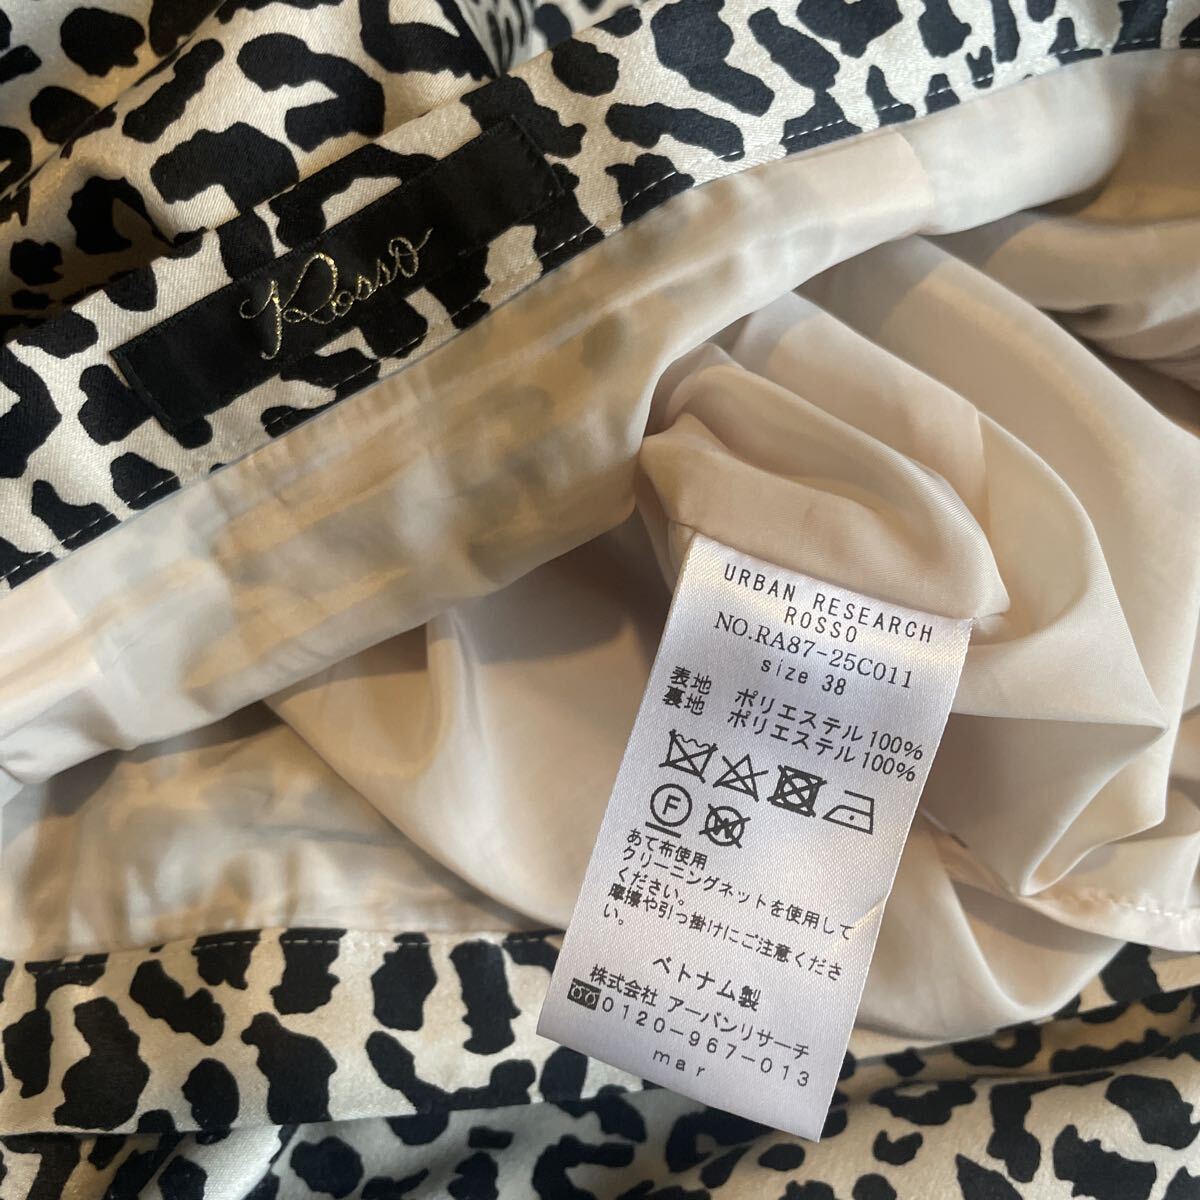 Rosso
URBAN RESEARCH
ROSSO
NO.RA87-25C011
size 38
表地 ポリエステル100%
裏地 ポリエステル100%
F
W
あて布使用
クリーニングネットを使用して
ください。
摩擦や引っ掛けにご注意くださ
い。
ベトナム製
株式会社 アーバンリサーチ
0120-967-013
mar